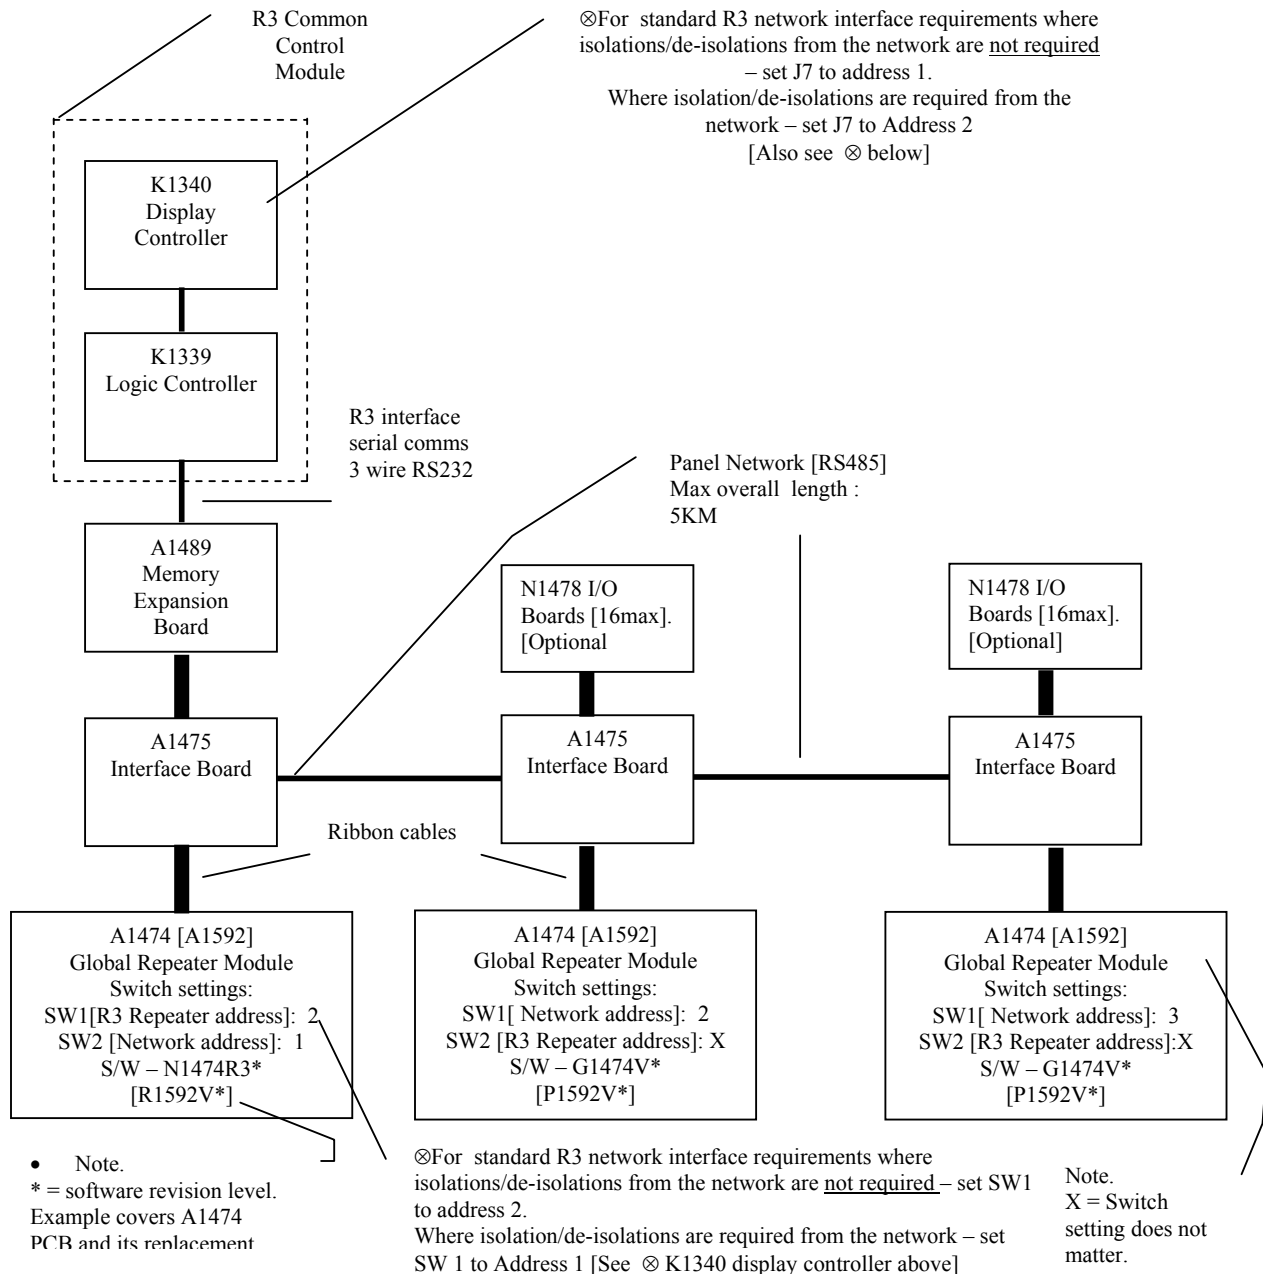 R3 Common
Control
Module
⊗For standard R3 network interface requirements where
isolations/de-isolations from the network are not required
– set J7 to address 1.
Where isolation/de-isolations are required from the
network – set J7 to Address 2
[Also see ⊗ below]
K1340
Display
Controller
K1339
Logic Controller
R3 interface
serial comms
3 wire RS232
Panel Network [RS485]
Max overall length :
5KM
A1489
Memory
Expansion
Board
N1478 I/O
Boards [16max].
[Optional
N1478 I/O
Boards [16max].
[Optional]
A1475
Interface Board
A1475
Interface Board
A1475
Interface Board
Ribbon cables
A1474 [A1592]
Global Repeater Module
Switch settings:
SW1[R3 Repeater address]: 2
SW2 [Network address]: 1
S/W – N1474R3*
[R1592V*]
A1474 [A1592]
Global Repeater Module
Switch settings:
SW1[ Network address]: 2
SW2 [R3 Repeater address]: X
S/W – G1474V*
[P1592V*]
A1474 [A1592]
Global Repeater Module
Switch settings:
SW1[ Network address]: 3
SW2 [R3 Repeater address]:X
S/W – G1474V*
[P1592V*]
• Note.
* = software revision level.
Example covers A1474
PCB and its replacement
⊗For standard R3 network interface requirements where
isolations/de-isolations from the network are not required – set SW1
to address 2.
Where isolation/de-isolations are required from the network – set
SW 1 to Address 1 [See ⊗ K1340 display controller above]
Note.
X = Switch
setting does not
matter.